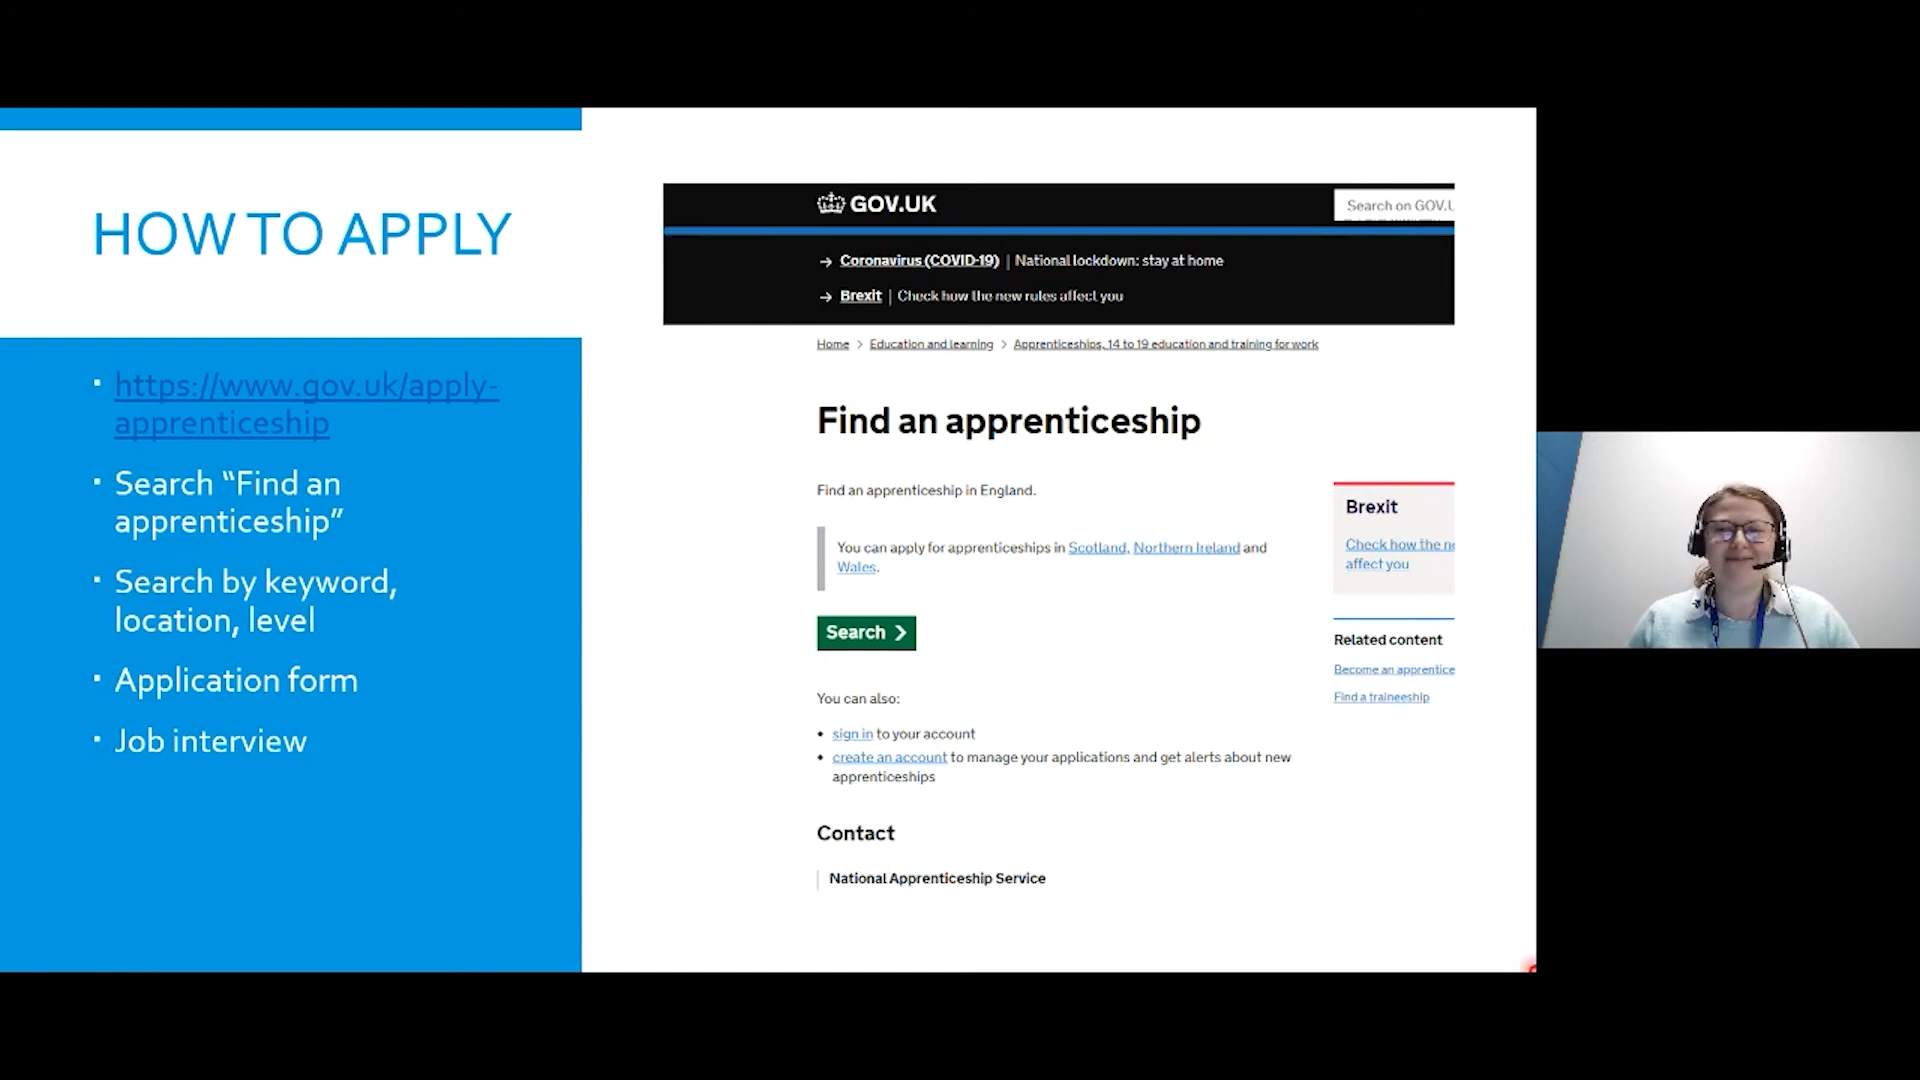 HOW TO APPLY
https://www.gov.uk/apply-
apprenticeship
Search “Find an
apprenticeship”
Search by keyword,
location, level
Application form
Job interview
GOV.UK
Search on GOV.U
Coronavirus (COVID-19) | National lockdown: stay at home
Brexit | Check how the new rules affect you
Home > Education and learning > Apprenticeships, 14 to 19 education and training for work
Find an apprenticeship
Find an apprenticeship in England.
You can apply for apprenticeships in Scotland, Northern Ireland and
Wales.
Search >
You can also:
• sign in to your account
• create an account to manage your applications and get alerts about new
apprenticeships
Contact
National Apprenticeship Service
Brexit
Check how the ne
affect you
Related content
Become an apprentice
Find a traineeship